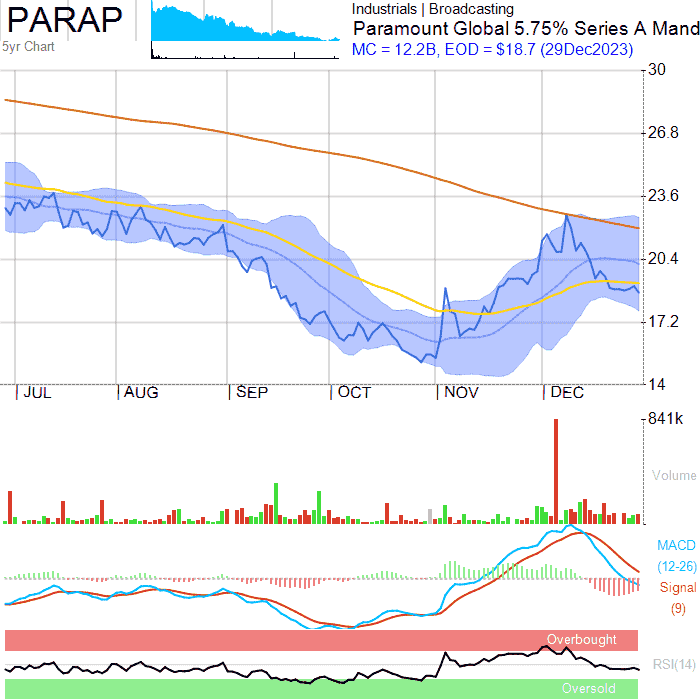 PARAP
5yr Chart
Industrials | Broadcasting
Paramount Global 5.75% Series A Mand
MC = 12.2B, EOD = $18.7 (29Dec2023)
30
26.8
23.6
20.4
17.2
14
JUL AUG SEP OCT NOV DEC
841k
Volume
MACD
(12-26)
Signal
(9)
Overbought
RSI(14)
Oversold